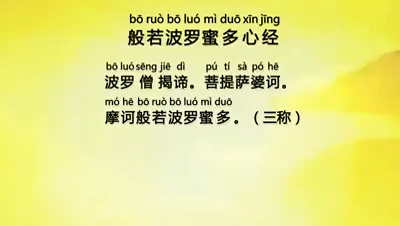 bō ruò bō luó mì duō xīn jīng
般若波罗蜜多心经
bō luó sēng jiē dì pú tí sà pó hē
波罗僧揭谛。菩提萨婆诃。
mó hē bō ruò bō luó mì duō
摩诃般若波罗蜜多。（三称）